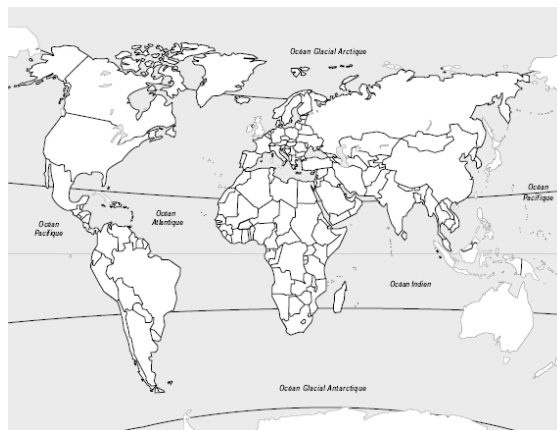 Océan Glacial Arctique
Océan
Pacifique
Océan
Atlantique
Océan
Pacifique
Océan Indien
Océan Glacial Antarctique